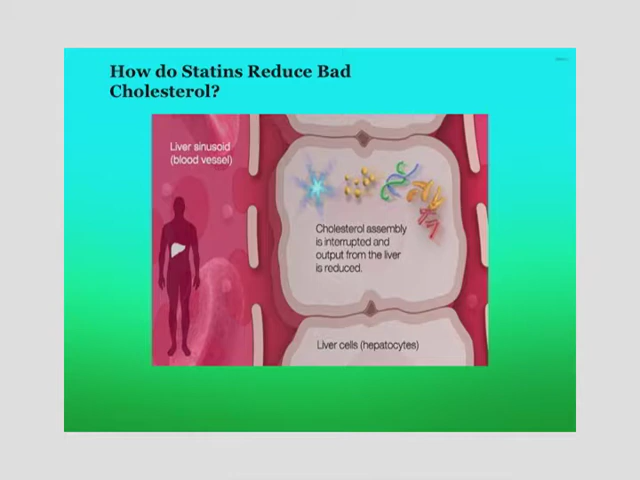 How do Statins Reduce Bad
Cholesterol?
Liver sinusoid
(blood vessel)
Cholesterol assembly
is interrupted and
output from the liver
is reduced.
Liver cells (hepatocytes)